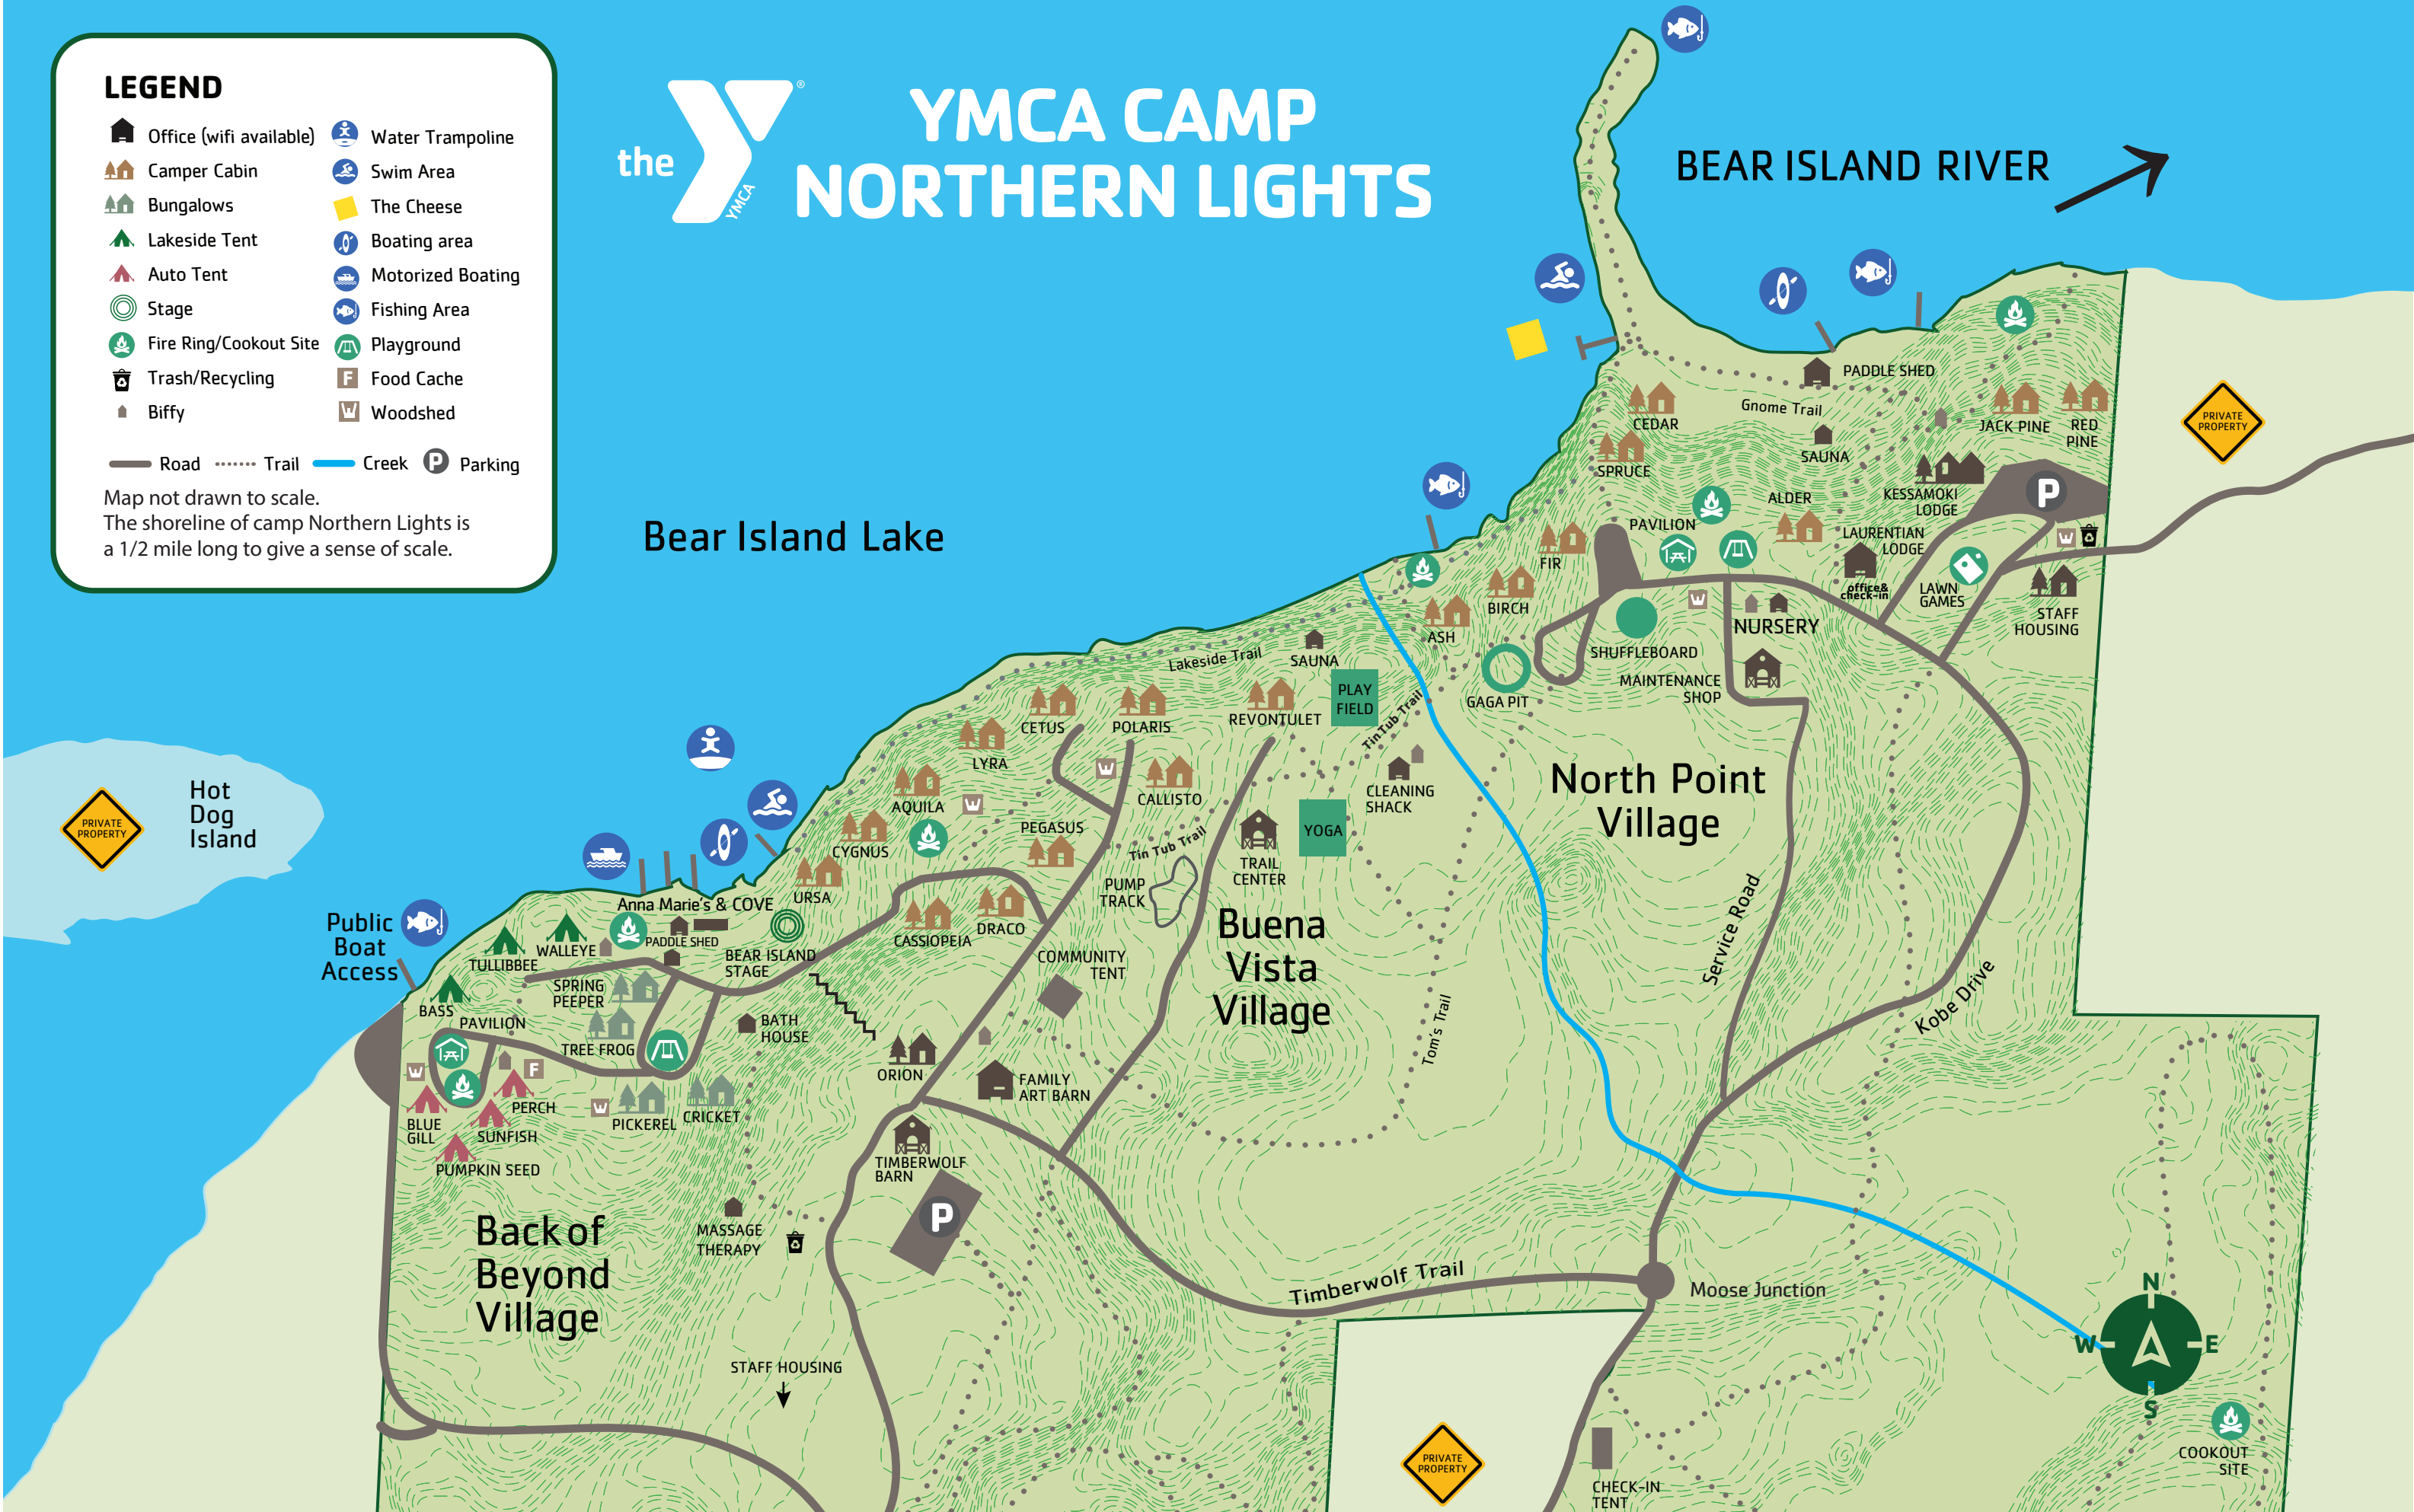 LEGEND
Office (wifi available)
Camper Cabin
Bungalows
Lakeside Tent
Auto Tent
Stage
Fire Ring/Cookout Site
Trash/Recycling
Biffy
Water Trampoline
Swim Area
The Cheese
Boating area
Motorized Boating
Fishing Area
Playground
F
Food Cache
W
Woodshed
Road
Trail
Creek
P
Parking
Map not drawn to scale.
The shoreline of camp Northern Lights is
a 1/2 mile long to give a sense of scale.
the
YMCA
®
YMCA CAMP
NORTHERN LIGHTS
BEAR ISLAND RIVER
Bear Island Lake
PADDLE SHED
Gnome Trail
CEDAR
SPRUCE
SAUNA
JACK PINE
RED
PINE
PRIVATE
PROPERTY
KESSAMOKI
LODGE
P
ALDER
PAVILION
LAURENTIAN
LODGE
office&
check-in
LAWN
GAMES
W
STAFF
HOUSING
FIR
BIRCH
ASH
W
NURSERY
SHUFFLEBOARD
MAINTENANCE
SHOP
GAGA PIT
Lakeside Trail
SAUNA
PLAY
FIELD
TinTub Trail
REVONTULET
CETUS
POLARIS
LYRA
W
CALLISTO
CLEANING
SHACK
North Point
Village
AQUILA
W
PEGASUS
Tin Tub Trail
YOGA
TRAIL
CENTER
CYGNUS
PUMP
TRACK
Hot
Dog
Island
PRIVATE
PROPERTY
URSA
Anna Marie's & COVE
CASSIOPEIA
DRACO
Buena
Vista
Village
Service Road
Kobe Drive
Tom's Trail
Public
Boat
Access
TULLIBBEE
WALLEYE
PADDLE SHED
BEAR ISLAND
STAGE
COMMUNITY
TENT
BASS
SPRING
PEEPER
PAVILION
TREE FROG
BATH
HOUSE
ORION
FAMILY
ART BARN
W
F
BLUE
GILL
PERCH
SUNFISH
W
PICKEREL
CRICKET
PUMPKIN SEED
TIMBERWOLF
BARN
P
MASSAGE
THERAPY
Back of
Beyond
Village
STAFF HOUSING
Timberwolf Trail
Moose Junction
N
W
E
S
PRIVATE
PROPERTY
CHECK-IN
TENT
COOKOUT
SITE